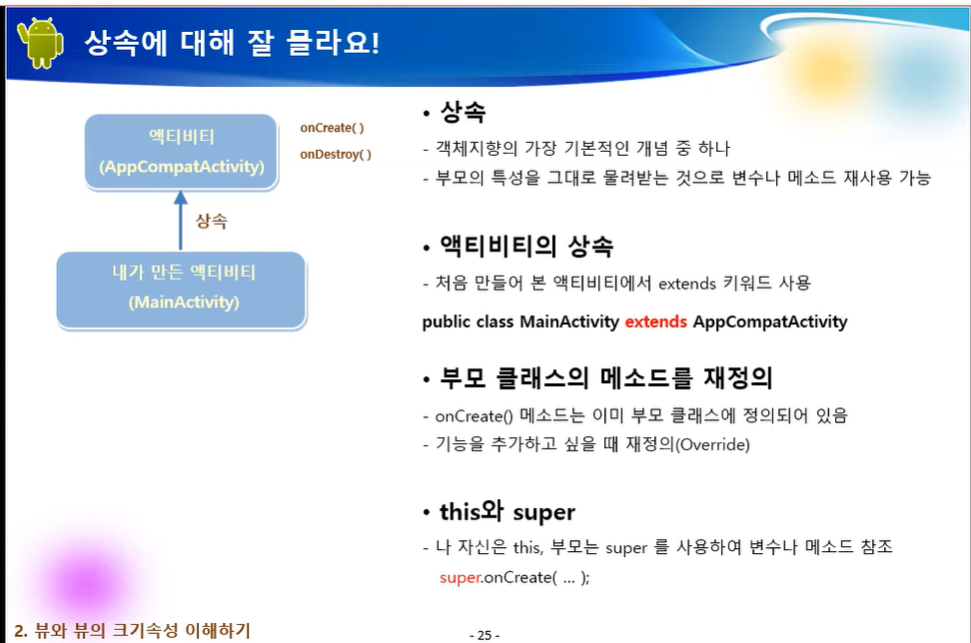 상속에 대해 잘 몰라요!
액티비티
(AppCompatActivity)
onCreate( )
onDestroy( )
상속
내가 만든 액티비티
(MainActivity)
• 상속
- 객체지향의 가장 기본적인 개념 중 하나
- 부모의 특성을 그대로 물려받는 것으로 변수나 메소드 재사용 가능
• 액티비티의 상속
- 처음 만들어 본 액티비티에서 extends 키워드 사용
public class MainActivity extends AppCompatActivity
• 부모 클래스의 메소드를 재정의
- onCreate() 메소드는 이미 부모 클래스에 정의되어 있음
- 기능을 추가하고 싶을 때 재정의(Override)
• this와 super
- 나 자신은 this, 부모는 super 를 사용하여 변수나 메소드 참조
super.onCreate( ... );
2. 뷰와 뷰의 크기속성 이해하기
- 25 -